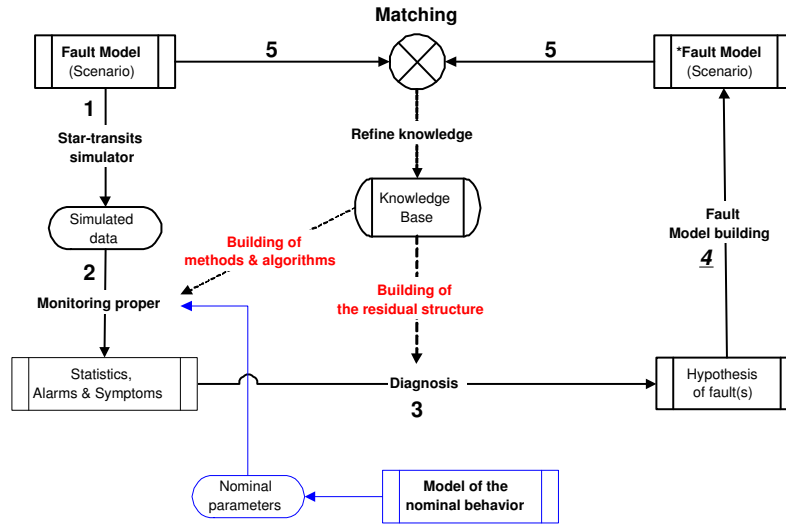 Matching
Fault Model
(Scenario)
5
5
*Fault Model
(Scenario)
1
Star-transits
simulator
Refine knowledge
Simulated
data
Knowledge
Base
Fault
Model building
4
2
Building of
methods & algorithms
Monitoring proper
Building of
the residual structure
Statistics,
Alarms & Symptoms
Diagnosis
3
Hypothesis
of fault(s)
Nominal
parameters
Model of the
nominal behavior